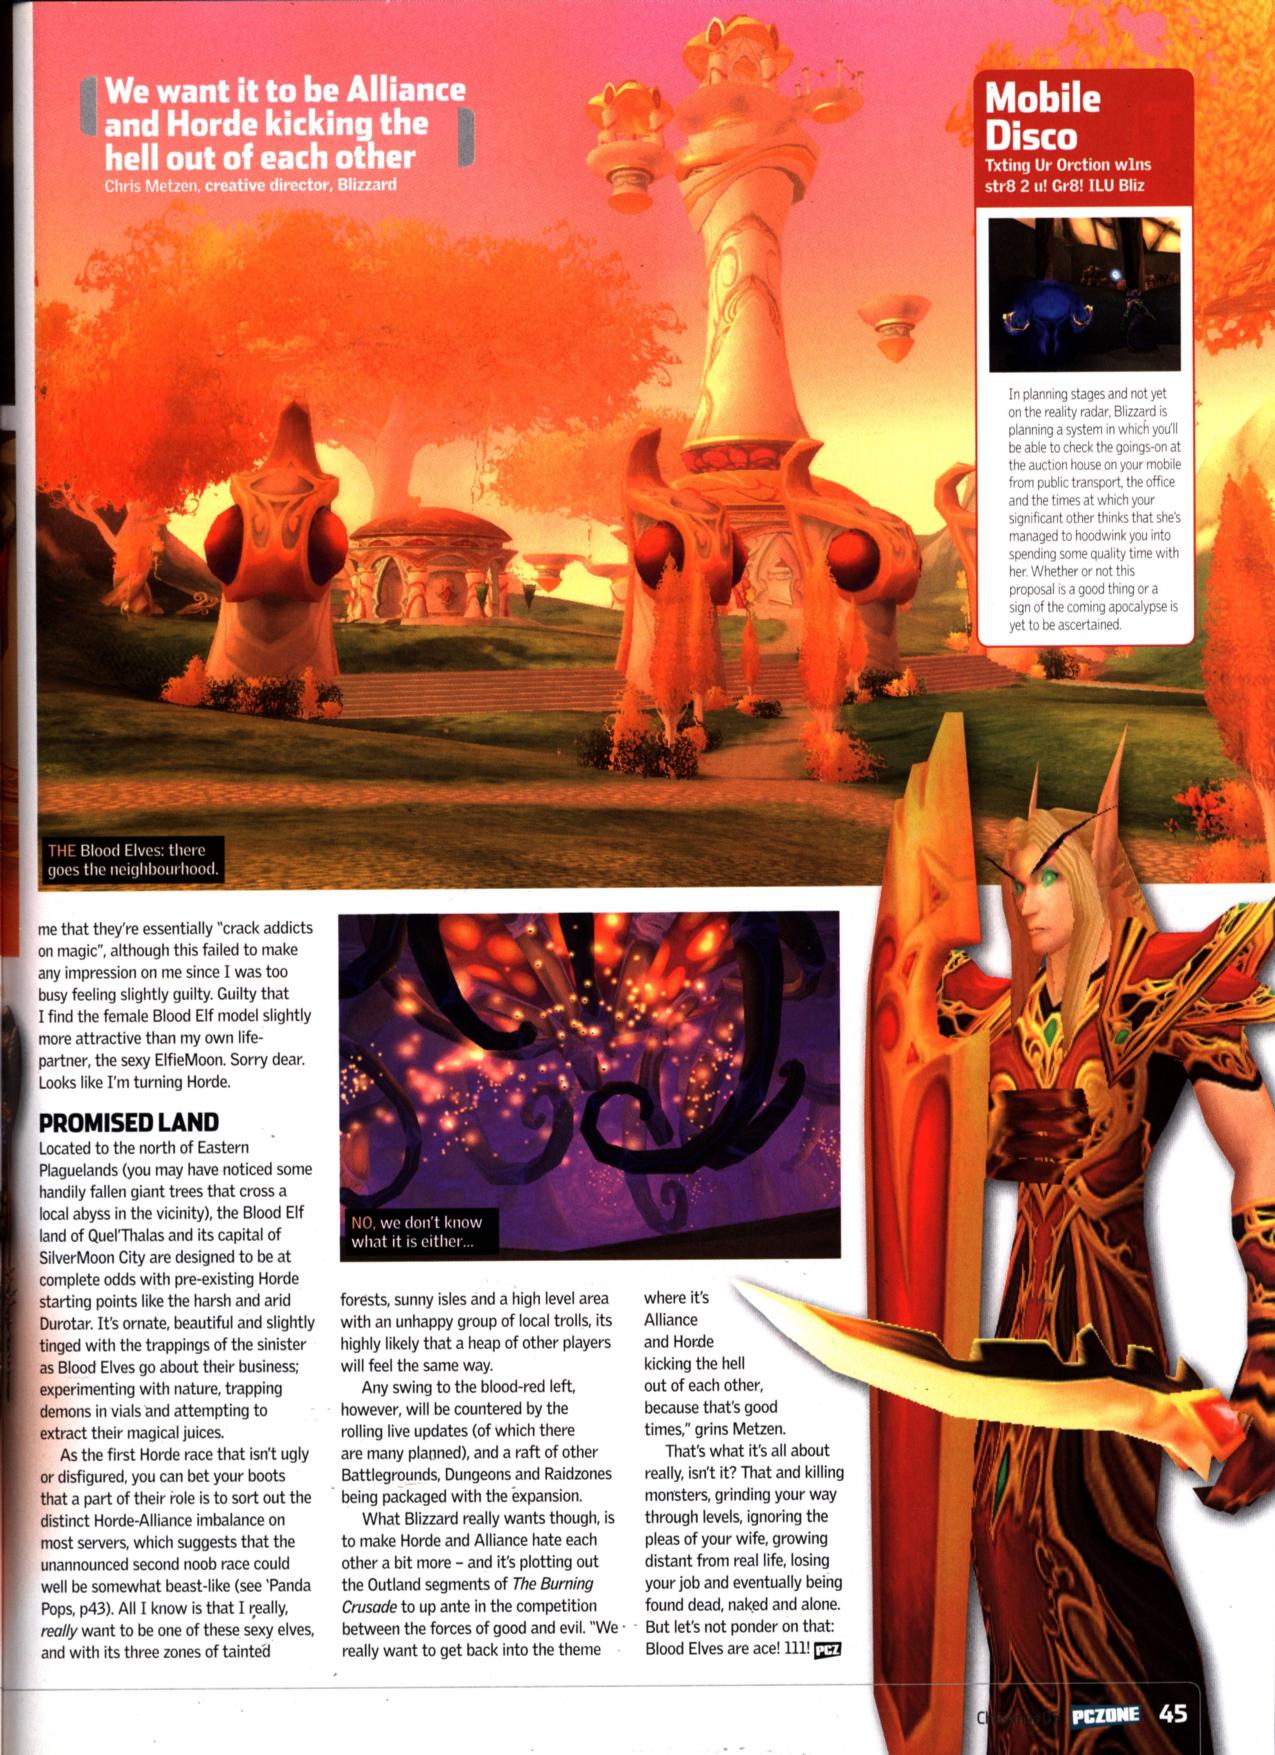 We want it to be Alliance
and Horde kicking the
hell out of each other
Chris Metzen, creative director, Blizzard
Mobile
Disco
Txting Ur Orction w1ns
str8 2 u! Gr8! ILU Bliz
In planning stages and not yet
on the reality radar, Blizzard is
planning a system in which you'll
be able to check the goings-on at
the auction house on your mobile
from public transport, the office
and the times at which your
significant other thinks that she's
managed to hoodwink you into
spending some quality time with
her. Whether or not this
proposal is a good thing or a
sign of the coming apocalypse is
yet to be ascertained.
THE Blood Elves: there
goes the neighbourhood.
me that they're essentially "crack addicts
on magic", although this failed to make
any impression on me since I was too
busy feeling slightly guilty. Guilty that
I find the female Blood Elf model slightly
more attractive than my own life-
partner, the sexy ElfieMoon. Sorry dear.
Looks like I'm turning Horde.
PROMISED LAND
Located to the north of Eastern
Plaguelands (you may have noticed some
handily fallen giant trees that cross a
local abyss in the vicinity), the Blood Elf
land of Quel'Thalas and its capital of
SilverMoon City are designed to be at
complete odds with pre-existing Horde
starting points like the harsh and arid
Durotar. It's ornate, beautiful and slightly
tinged with the trappings of the sinister
as Blood Elves go about their business;
experimenting with nature, trapping
demons in vials and attempting to
extract their magical juices.
As the first Horde race that isn't ugly
or disfigured, you can bet your boots
that a part of their role is to sort out the
distinct Horde-Alliance imbalance on
most servers, which suggests that the
unannounced second noob race could
well be somewhat beast-like (see 'Panda
Pops, p43). All I know is that I really,
really want to be one of these sexy elves,
and with its three zones of tainted
NO, we don't know
what it is either...
forests, sunny isles and a high level area
with an unhappy group of local trolls, its
highly likely that a heap of other players
will feel the same way.
Any swing to the blood-red left,
however, will be countered by the
rolling live updates (of which there
are many planned), and a raft of other
Battlegrounds, Dungeons and Raidzones
being packaged with the expansion.
What Blizzard really wants though, is
to make Horde and Alliance hate each
other a bit more – and it's plotting out
the Outland segments of The Burning
Crusade to up ante in the competition
between the forces of good and evil. "We
really want to get back into the theme
where it's
Alliance
and Horde
kicking the hell
out of each other,
because that's good
times," grins Metzen.
That's what it's all about
really, isn't it? That and killing
monsters, grinding your way
through levels, ignoring the
pleas of your wife, growing
distant from real life, losing
your job and eventually being
found dead, naked and alone.
But let's not ponder on that:
Blood Elves are ace! 111! PCZ
PCZONE 45